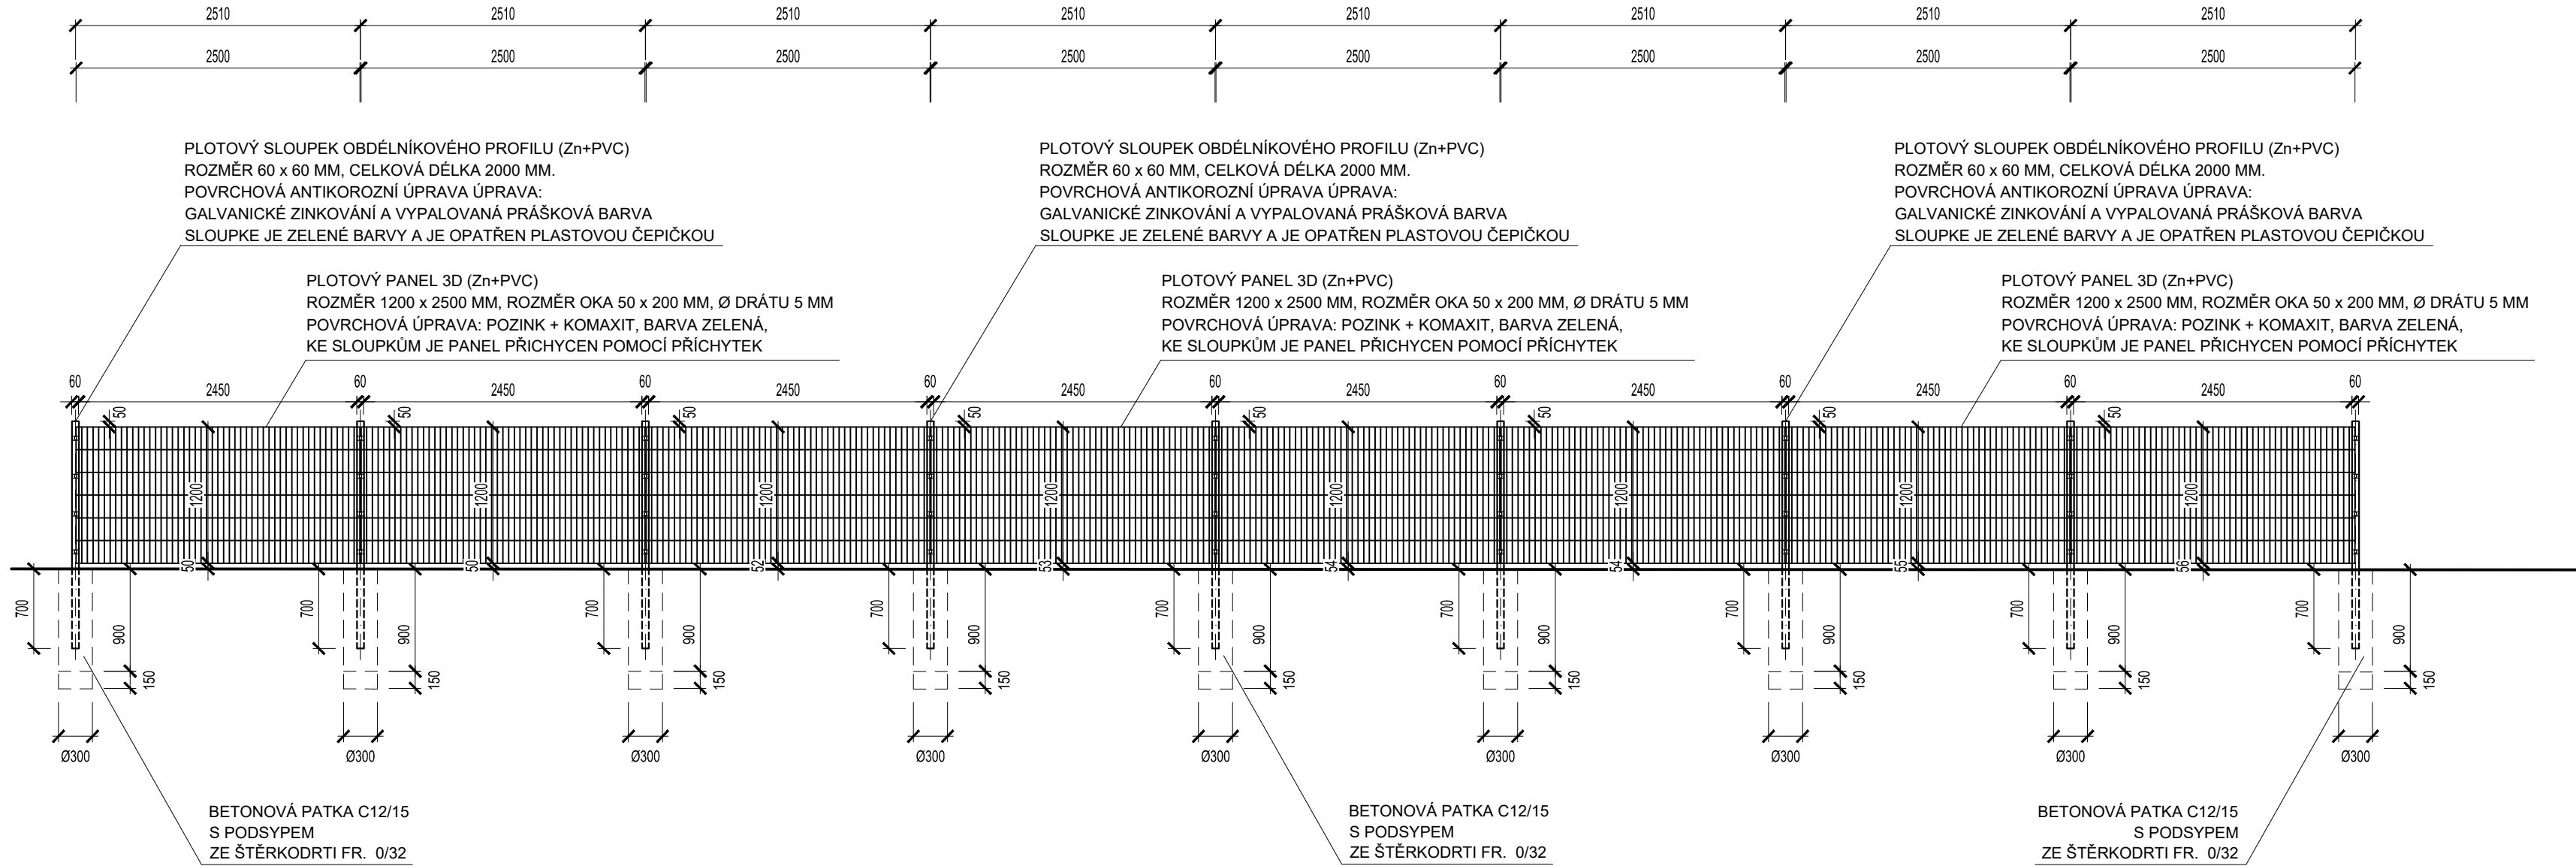 2510 2510 2510 2510 2510 2510 2510 2510
2500 2500 2500 2500 2500 2500 2500 2500
PLOTOVÝ SLOUPEK OBDÉLNÍKOVÉHO PROFILU (Zn+PVC)
ROZMĚR 60 x 60 MM, CELKOVÁ DÉLKA 2000 MM.
POVRCHOVÁ ANTIKOROZNÍ ÚPRAVA ÚPRAVA:
GALVANICKÉ ZINKOVÁNÍ A VYPALOVANÁ PRÁŠKOVÁ BARVA
SLOUPKE JE ZELENÉ BARVY A JE OPATŘEN PLASTOVOU ČEPIČKOU
PLOTOVÝ SLOUPEK OBDÉLNÍKOVÉHO PROFILU (Zn+PVC)
ROZMĚR 60 x 60 MM, CELKOVÁ DÉLKA 2000 MM.
POVRCHOVÁ ANTIKOROZNÍ ÚPRAVA ÚPRAVA:
GALVANICKÉ ZINKOVÁNÍ A VYPALOVANÁ PRÁŠKOVÁ BARVA
SLOUPKE JE ZELENÉ BARVY A JE OPATŘEN PLASTOVOU ČEPIČKOU
PLOTOVÝ SLOUPEK OBDÉLNÍKOVÉHO PROFILU (Zn+PVC)
ROZMĚR 60 x 60 MM, CELKOVÁ DÉLKA 2000 MM.
POVRCHOVÁ ANTIKOROZNÍ ÚPRAVA ÚPRAVA:
GALVANICKÉ ZINKOVÁNÍ A VYPALOVANÁ PRÁŠKOVÁ BARVA
SLOUPKE JE ZELENÉ BARVY A JE OPATŘEN PLASTOVOU ČEPIČKOU
PLOTOVÝ PANEL 3D (Zn+PVC)
ROZMĚR 1200 x 2500 MM, ROZMĚR OKA 50 x 200 MM, Ø DRÁTU 5 MM
POVRCHOVÁ ÚPRAVA: POZINK + KOMAXIT, BARVA ZELENÁ,
KE SLOUPKŮM JE PANEL PŘICHYCEN POMOCÍ PŘÍCHYTEK
PLOTOVÝ PANEL 3D (Zn+PVC)
ROZMĚR 1200 x 2500 MM, ROZMĚR OKA 50 x 200 MM, Ø DRÁTU 5 MM
POVRCHOVÁ ÚPRAVA: POZINK + KOMAXIT, BARVA ZELENÁ,
KE SLOUPKŮM JE PANEL PŘICHYCEN POMOCÍ PŘÍCHYTEK
PLOTOVÝ PANEL 3D (Zn+PVC)
ROZMĚR 1200 x 2500 MM, ROZMĚR OKA 50 x 200 MM, Ø DRÁTU 5 MM
POVRCHOVÁ ÚPRAVA: POZINK + KOMAXIT, BARVA ZELENÁ,
KE SLOUPKŮM JE PANEL PŘICHYCEN POMOCÍ PŘÍCHYTEK
60 2450 60 2450 60 2450 60 2450 60 2450 60 2450 60 2450 60 2450 60
50 50 50 50 50 50 50 50
1200 1200 1200 1200 1200 1200 1200 1200
50 50 52 53 54 54 55 56
700 900 700 900 700 900 700 900 700 900 700 900 700 900 700 900 700 900
150 150 150 150 150 150 150 150 150
Ø300 Ø300 Ø300 Ø300 Ø300 Ø300 Ø300 Ø300 Ø300
BETONOVÁ PATKA C12/15
S PODSYPEM
ZE ŠTĚRKODRTI FR. 0/32
BETONOVÁ PATKA C12/15
S PODSYPEM
ZE ŠTĚRKODRTI FR. 0/32
BETONOVÁ PATKA C12/15
S PODSYPEM
ZE ŠTĚRKODRTI FR. 0/32